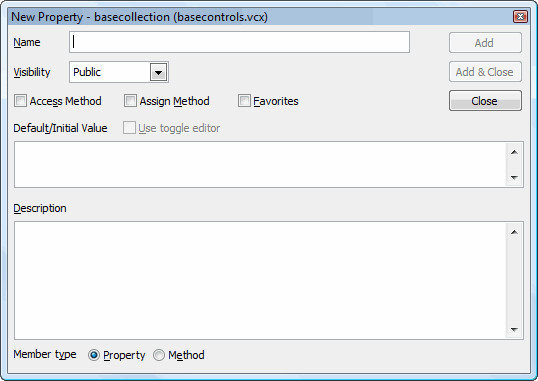 New Property - basecollection (basecontrols.vcx)
Name Add
Visibility Public Add & Close
Access Method Assign Method Favorites Close
Default/Initial Value Use toggle editor
Description
Member type Property Method